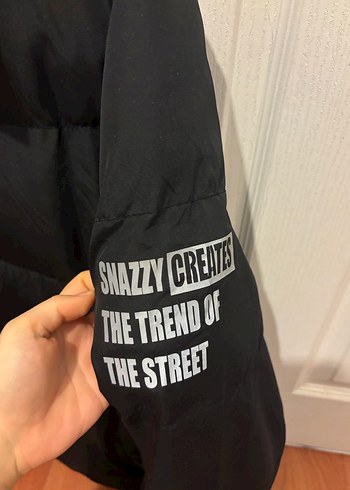 SNAZZY CREATES
THE TREND OF
THE STREET